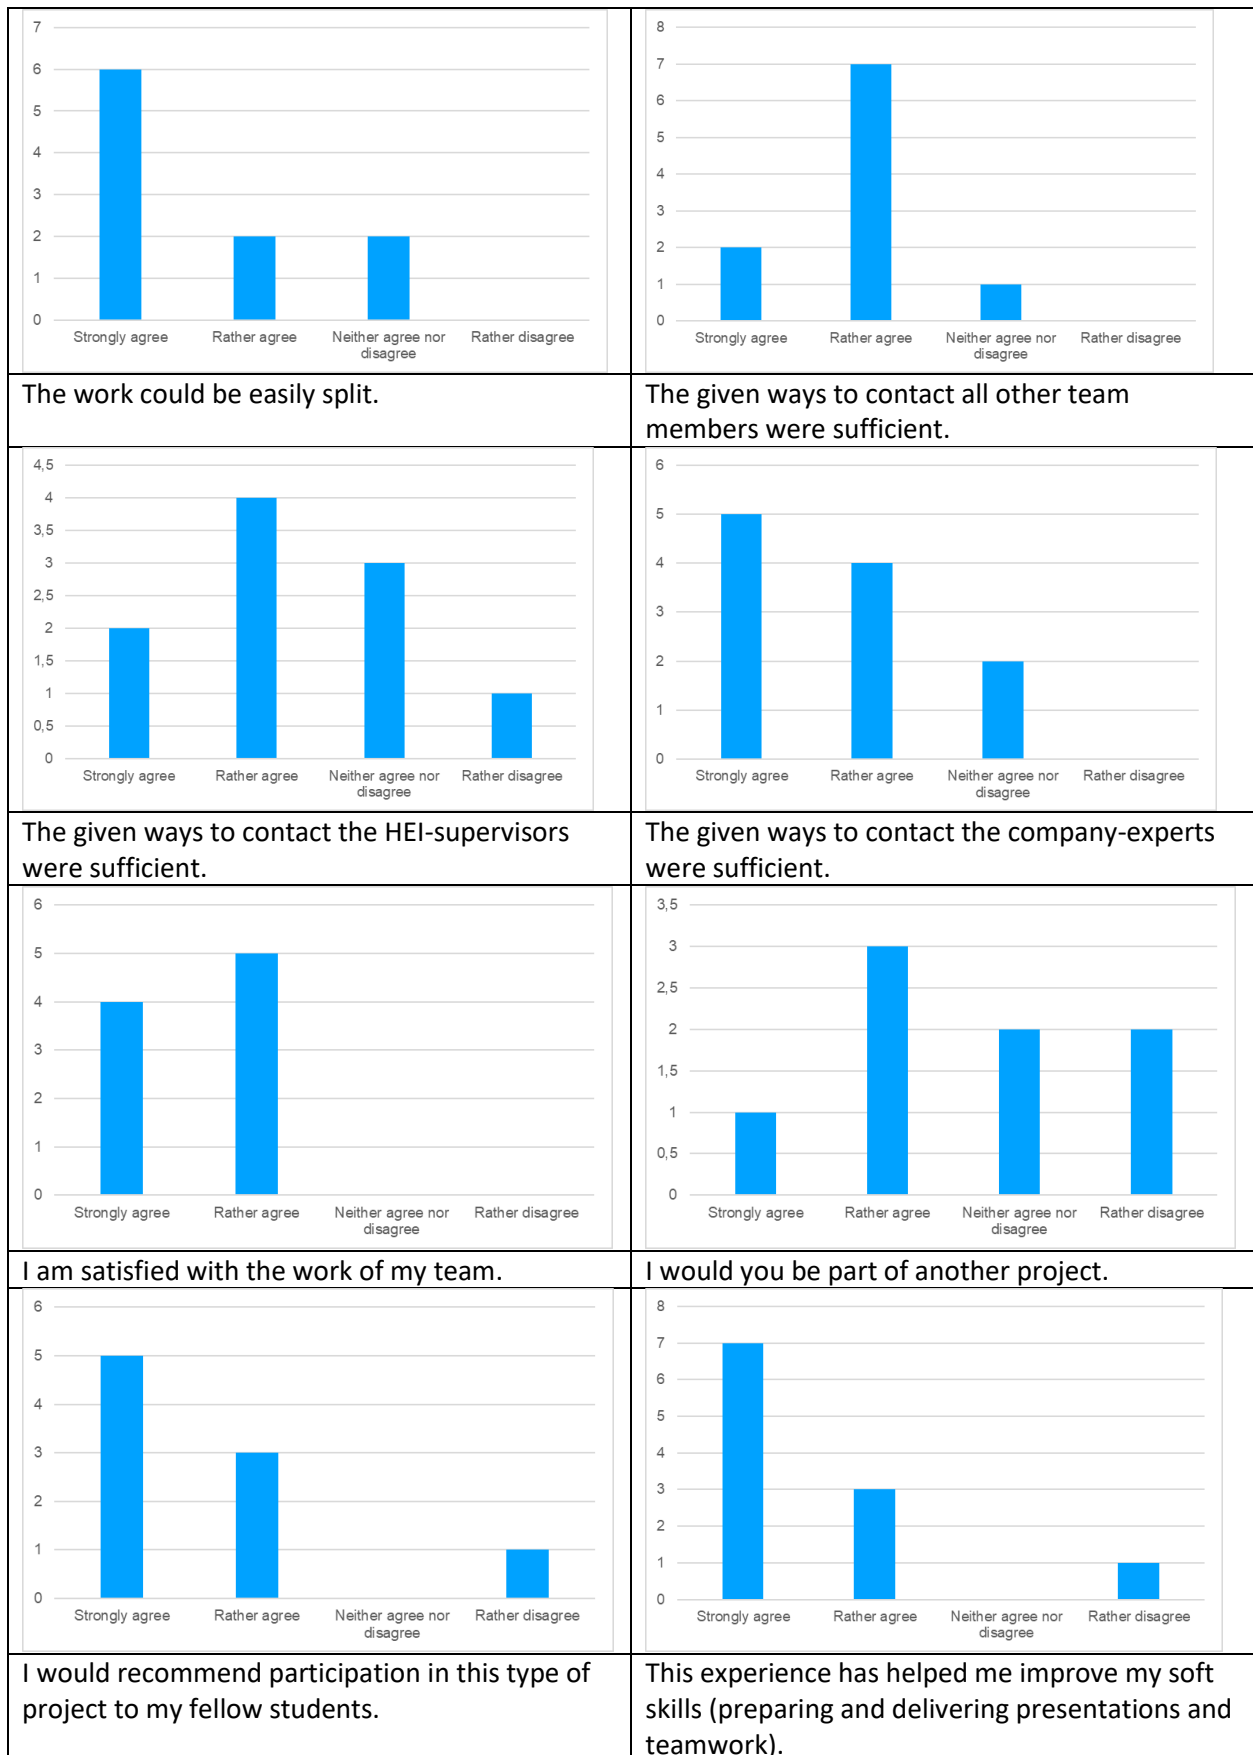 7
6
5
4
3
2
1
0
Strongly agree Rather agree Neither agree nor disagree Rather disagree
The work could be easily split.
8
7
6
5
4
3
2
1
0
Strongly agree Rather agree Neither agree nor disagree Rather disagree
The given ways to contact all other team
members were sufficient.
4,5
4
3,5
3
2,5
2
1,5
1
0,5
0
Strongly agree Rather agree Neither agree nor disagree Rather disagree
The given ways to contact the HEI-supervisors
were sufficient.
6
5
4
3
2
1
0
Strongly agree Rather agree Neither agree nor disagree Rather disagree
The given ways to contact the company-experts
were sufficient.
6
5
4
3
2
1
0
Strongly agree Rather agree Neither agree nor disagree Rather disagree
I am satisfied with the work of my team.
3,5
3
2,5
2
1,5
1
0,5
0
Strongly agree Rather agree Neither agree nor disagree Rather disagree
I would you be part of another project.
6
5
4
3
2
1
0
Strongly agree Rather agree Neither agree nor disagree Rather disagree
I would recommend participation in this type of
project to my fellow students.
8
7
6
5
4
3
2
1
0
Strongly agree Rather agree Neither agree nor disagree Rather disagree
This experience has helped me improve my soft
skills (preparing and delivering presentations and
teamwork).